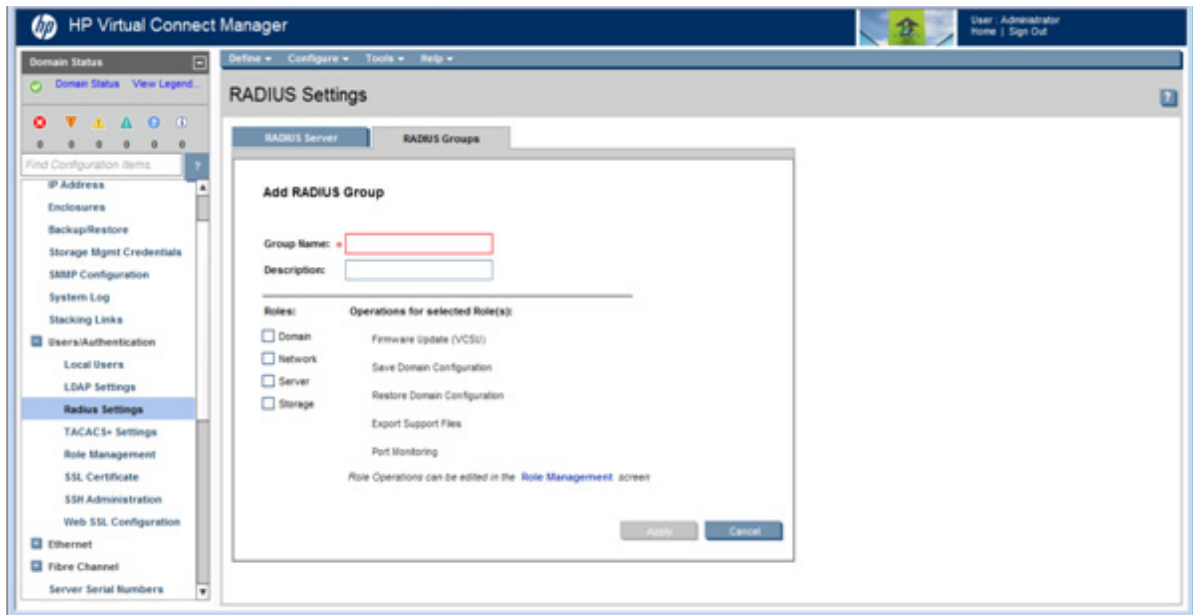 hp HP Virtual Connect Manager
User : Administrator
Home | Sign Out
Domain Status
Domain Status View Legend...
0 0 0 0 0 0
Find Configuration Items.
?
IP Address
Enclosures
Backup/Restore
Storage Mgmt Credentials
SNMP Configuration
System Log
Stacking Links
Users/Authentication
Local Users
LDAP Settings
Radius Settings
TACACS+ Settings
Role Management
SSL Certificate
SSH Administration
Web SSL Configuration
Ethernet
Fibre Channel
Server Serial Numbers
Define Configure Tools Help
RADIUS Settings
?
RADIUS Server RADIUS Groups
Add RADIUS Group
Group Name: *
Description:
Roles: Operations for selected Role(s):
Domain
Network
Server
Storage
Firmware Update (VCSU)
Save Domain Configuration
Restore Domain Configuration
Export Support Files
Port Monitoring
Role Operations can be edited in the Role Management screen
Apply Cancel